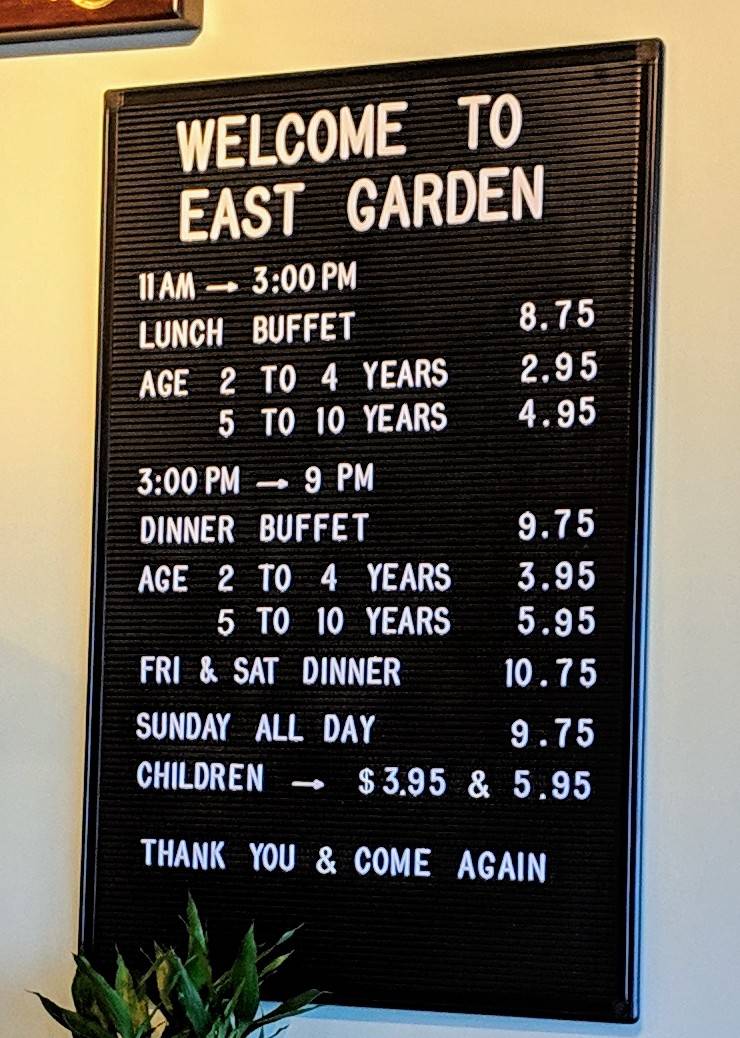 WELCOME TO
EAST GARDEN
11 AM → 3:00 PM
LUNCH BUFFET 8.75
AGE 2 TO 4 YEARS 2.95
5 TO 10 YEARS 4.95
3:00 PM → 9 PM
DINNER BUFFET 9.75
AGE 2 TO 4 YEARS 3.95
5 TO 10 YEARS 5.95
FRI & SAT DINNER 10.75
SUNDAY ALL DAY 9.75
CHILDREN → $3.95 & 5.95
THANK YOU & COME AGAIN